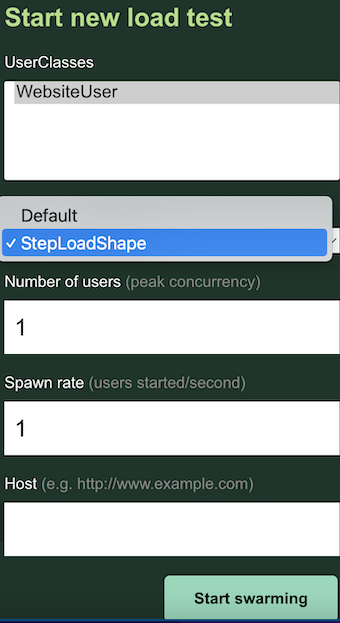 Start new load test
UserClasses
WebsiteUser
Default
✓ StepLoadShape
Number of users (peak concurrency)
1
Spawn rate (users started/second)
1
Host (e.g. http://www.example.com)
Start swarming